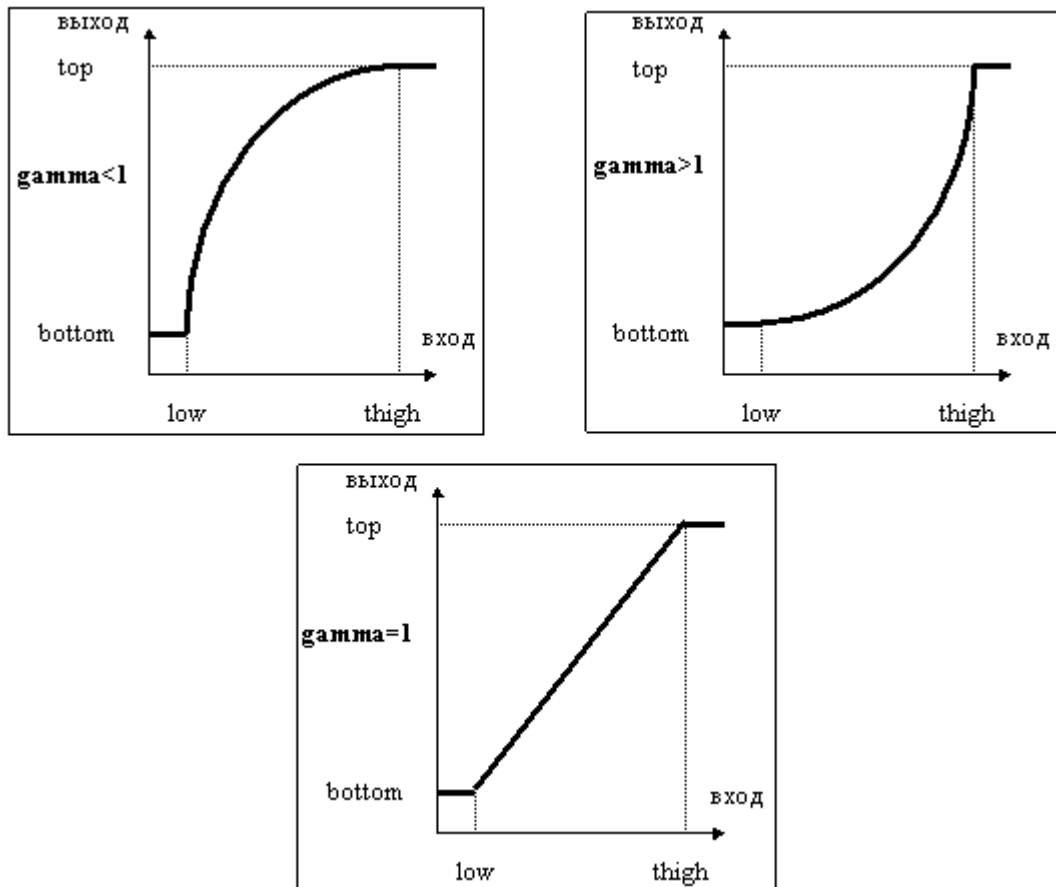 выход
top
gamma<1
bottom
вход
low thigh
выход
top
gamma>1
bottom
вход
low thigh
выход
top
gamma=1
bottom
вход
low thigh